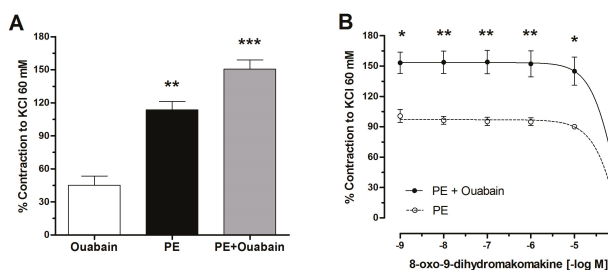 A
% Contraction to KCl 60 mM
180
150
120
90
60
30
0
**
***
Ouabain
PE
PE+Ouabain
B
% Contraction to KCl 60 mM
180
150
120
90
60
30
0
*
**
**
**
*
PE + Ouabain
PE
-9
-8
-7
-6
-5
8-oxo-9-dihydromakomakine [-log M]